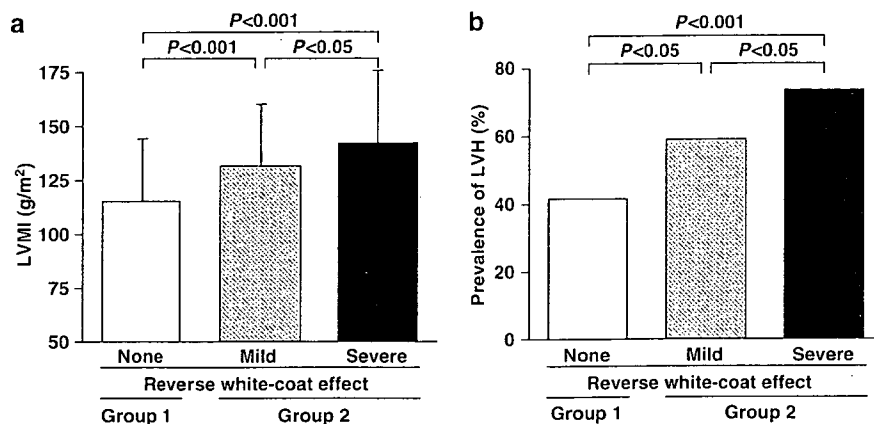 a
P<0.001
P<0.001 P<0.05
175
150
125
100
75
50
LVMI (g/m²)
None Mild Severe
Reverse white-coat effect
Group 1 Group 2
b
P<0.001
P<0.05 P<0.05
80
60
40
20
0
Prevalence of LVH (%)
None Mild Severe
Reverse white-coat effect
Group 1 Group 2